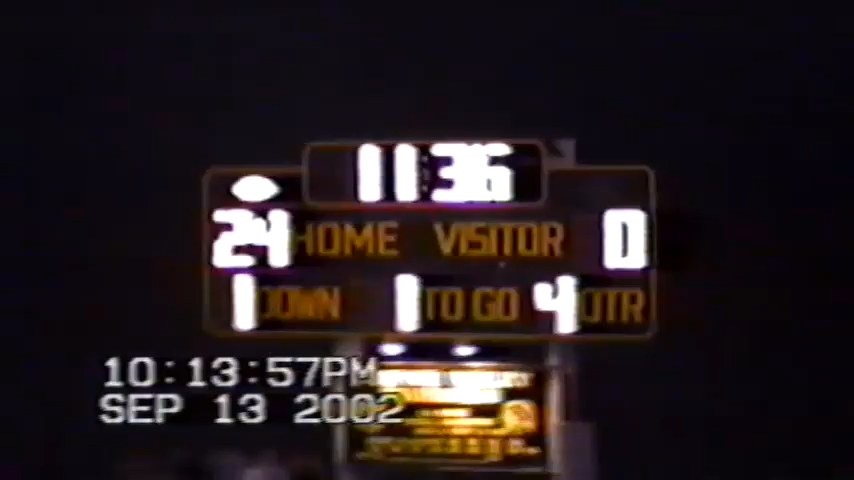 11 36
24 HOME VISITOR 0
1 DOWN 1 TO GO 4 QTR
10:13:57PM
SEP 13 2002